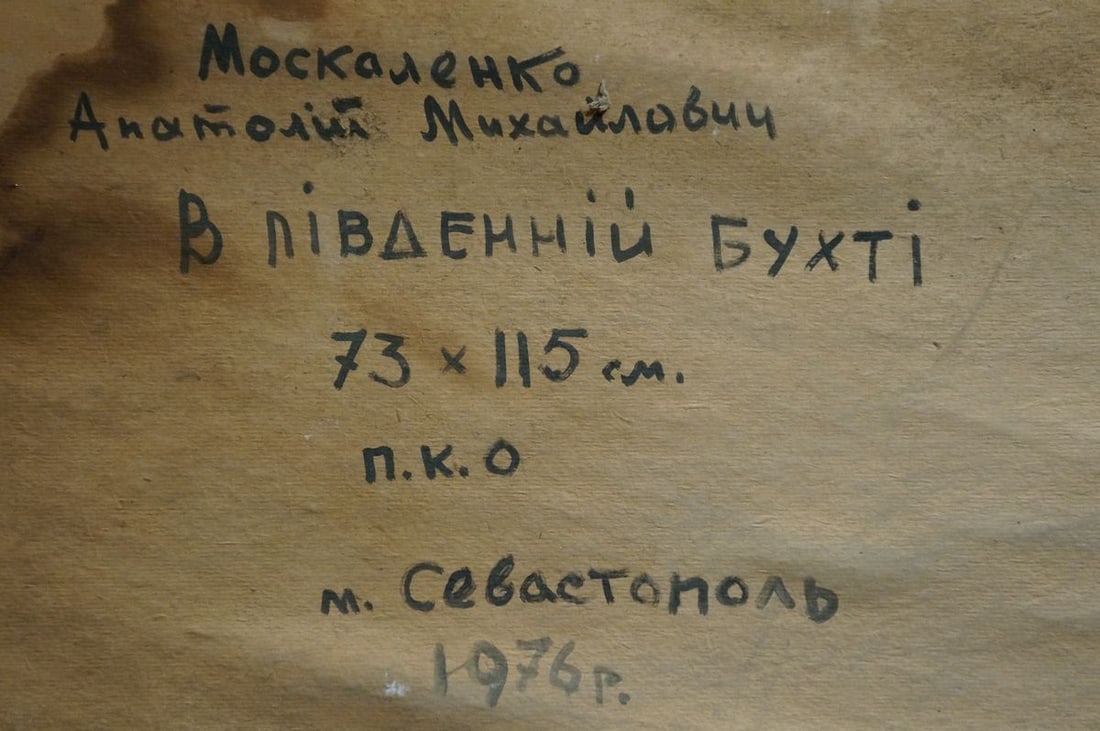 Москаленко
Анатолій Михайлович
В ПІВДЕННІЙ БУХТІ
73 х 115 см.
п.к.о
м. Севастополь
1976 г.